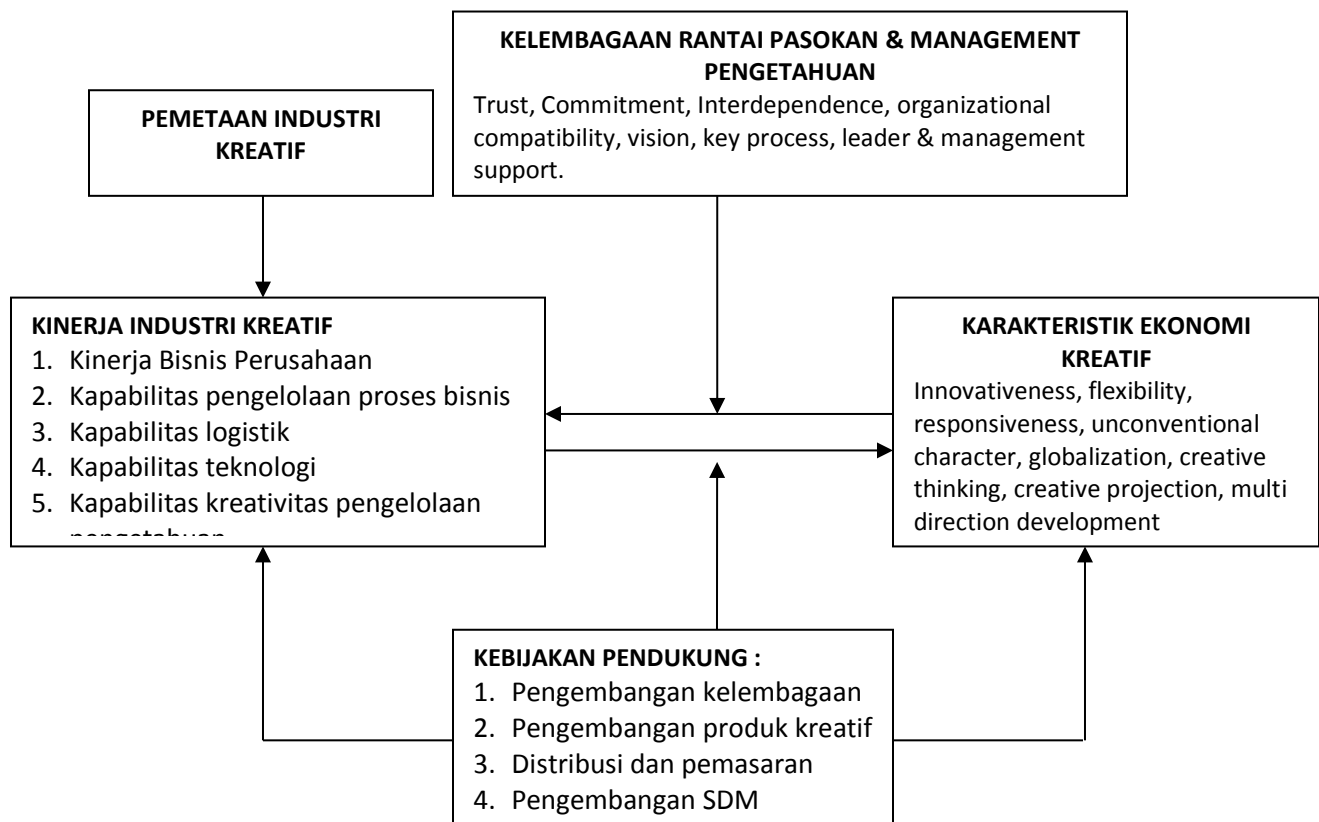 KELEMBAGAAN RANTAI PASOKAN & MANAGEMENT
PENGETAHUAN
Trust, Commitment, Interdependence, organizational
compatibility, vision, key process, leader & management
support.
PEMETAAN INDUSTRI
KREATIF
KINERJA INDUSTRI KREATIF
1. Kinerja Bisnis Perusahaan
2. Kapabilitas pengelolaan proses bisnis
3. Kapabilitas logistik
4. Kapabilitas teknologi
5. Kapabilitas kreativitas pengelolaan
KARAKTERISTIK EKONOMI
KREATIF
Innovativeness, flexibility,
responsiveness, unconventional
character, globalization, creative
thinking, creative projection, multi
direction development
KEBIJAKAN PENDUKUNG :
1. Pengembangan kelembagaan
2. Pengembangan produk kreatif
3. Distribusi dan pemasaran
4. Pengembangan SDM